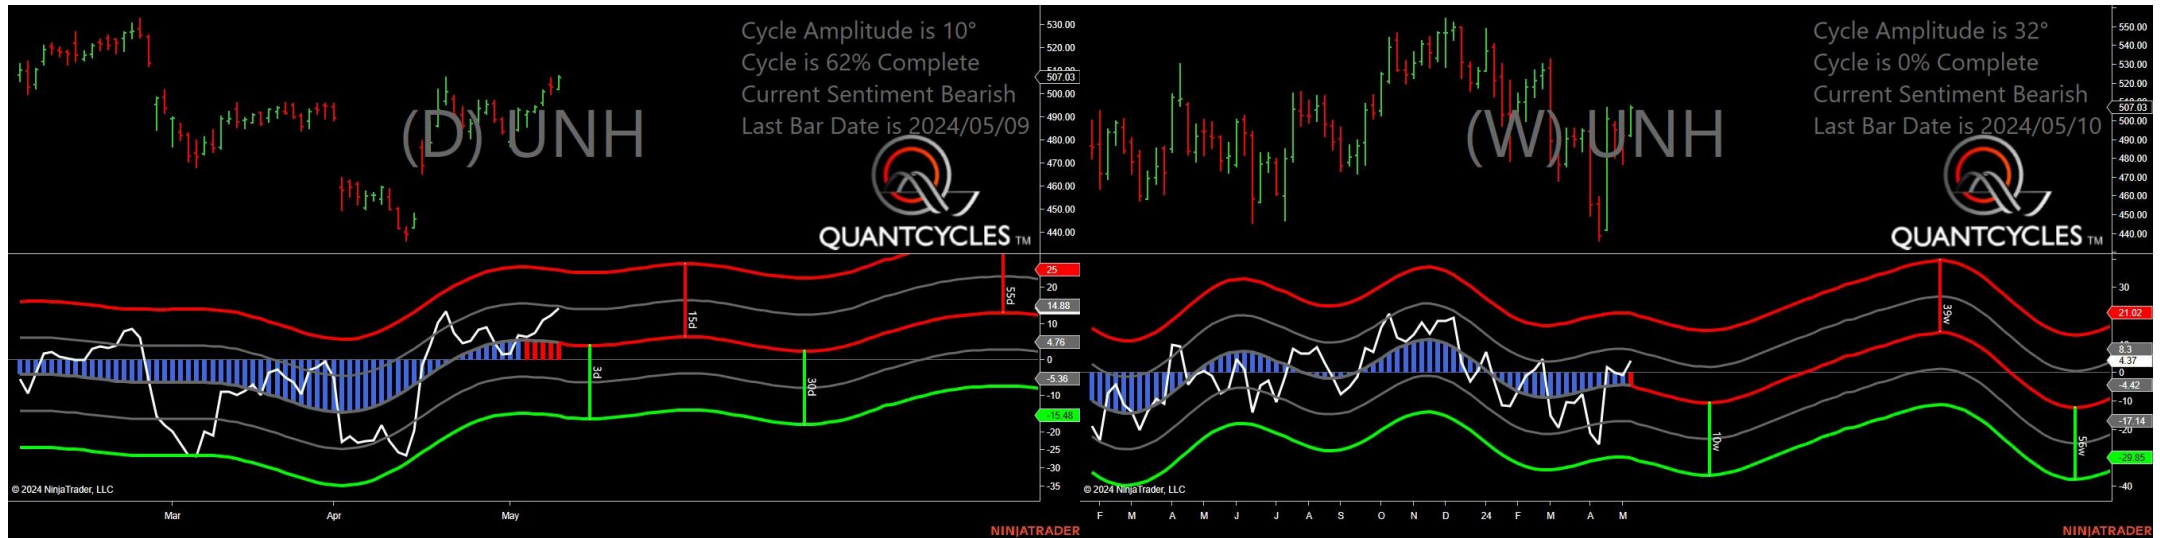 Cycle Amplitude is 10°
Cycle is 62% Complete
Current Sentiment Bearish
Last Bar Date is 2024/05/09
(D) UNH
QUANTCYCLES TM
530.00
520.00
507.03
500.00
490.00
480.00
470.00
460.00
450.00
440.00
25
20
14.88
10
4.76
0
-5.36
-10
-15.48
-20
-25
-30
-35
15d
55d
3d
30d
© 2024 NinjaTrader, LLC
Mar Apr May
NINJATRADER
Cycle Amplitude is 32°
Cycle is 0% Complete
Current Sentiment Bearish
Last Bar Date is 2024/05/10
(W) UNH
QUANTCYCLES TM
550.00
540.00
530.00
520.00
507.03
500.00
490.00
480.00
470.00
460.00
450.00
440.00
30
21.02
8.3
4.37
0
-4.42
-10
-17.14
-20
-29.85
-40
39w
10w
56w
© 2024 NinjaTrader, LLC
F M A M J J A S O N D 24 F M A M
NINJATRADER